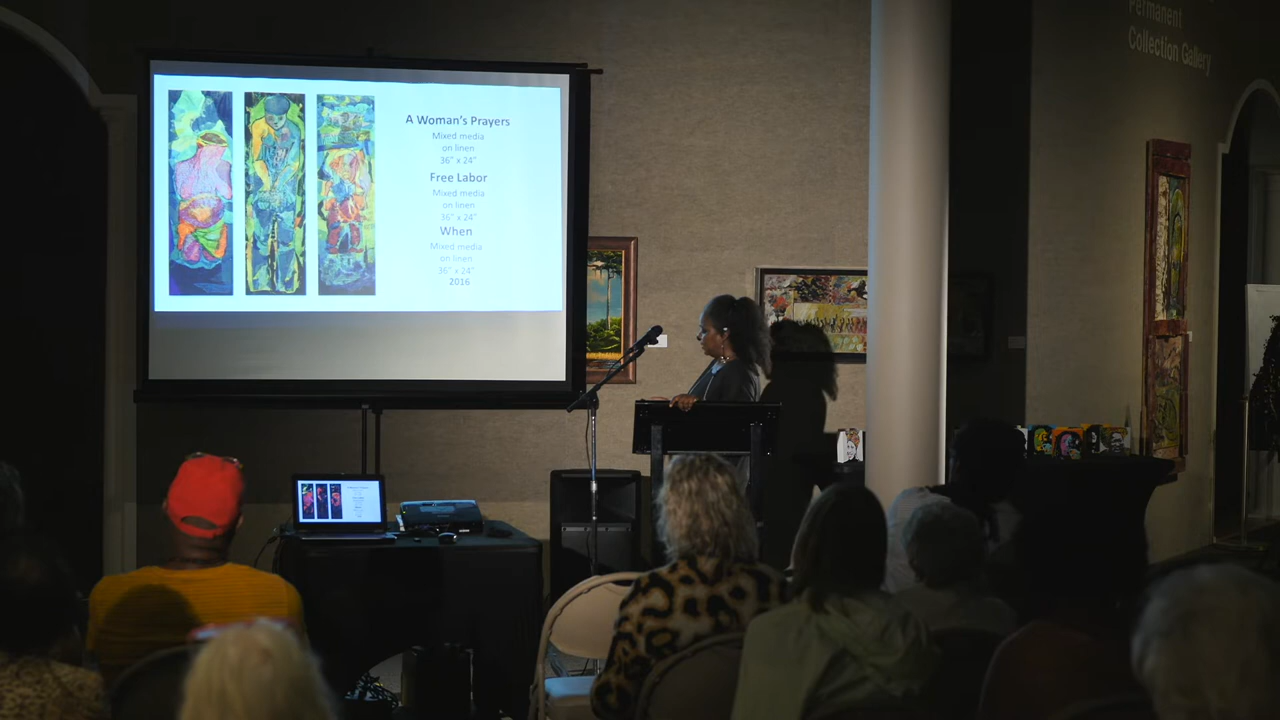 A Woman's Prayers
Mixed media
on linen
36" x 24"
Free Labor
Mixed media
on linen
36" x 24"
When
Mixed media
on linen
36" x 24"
2016
Permanent
Collection Gallery